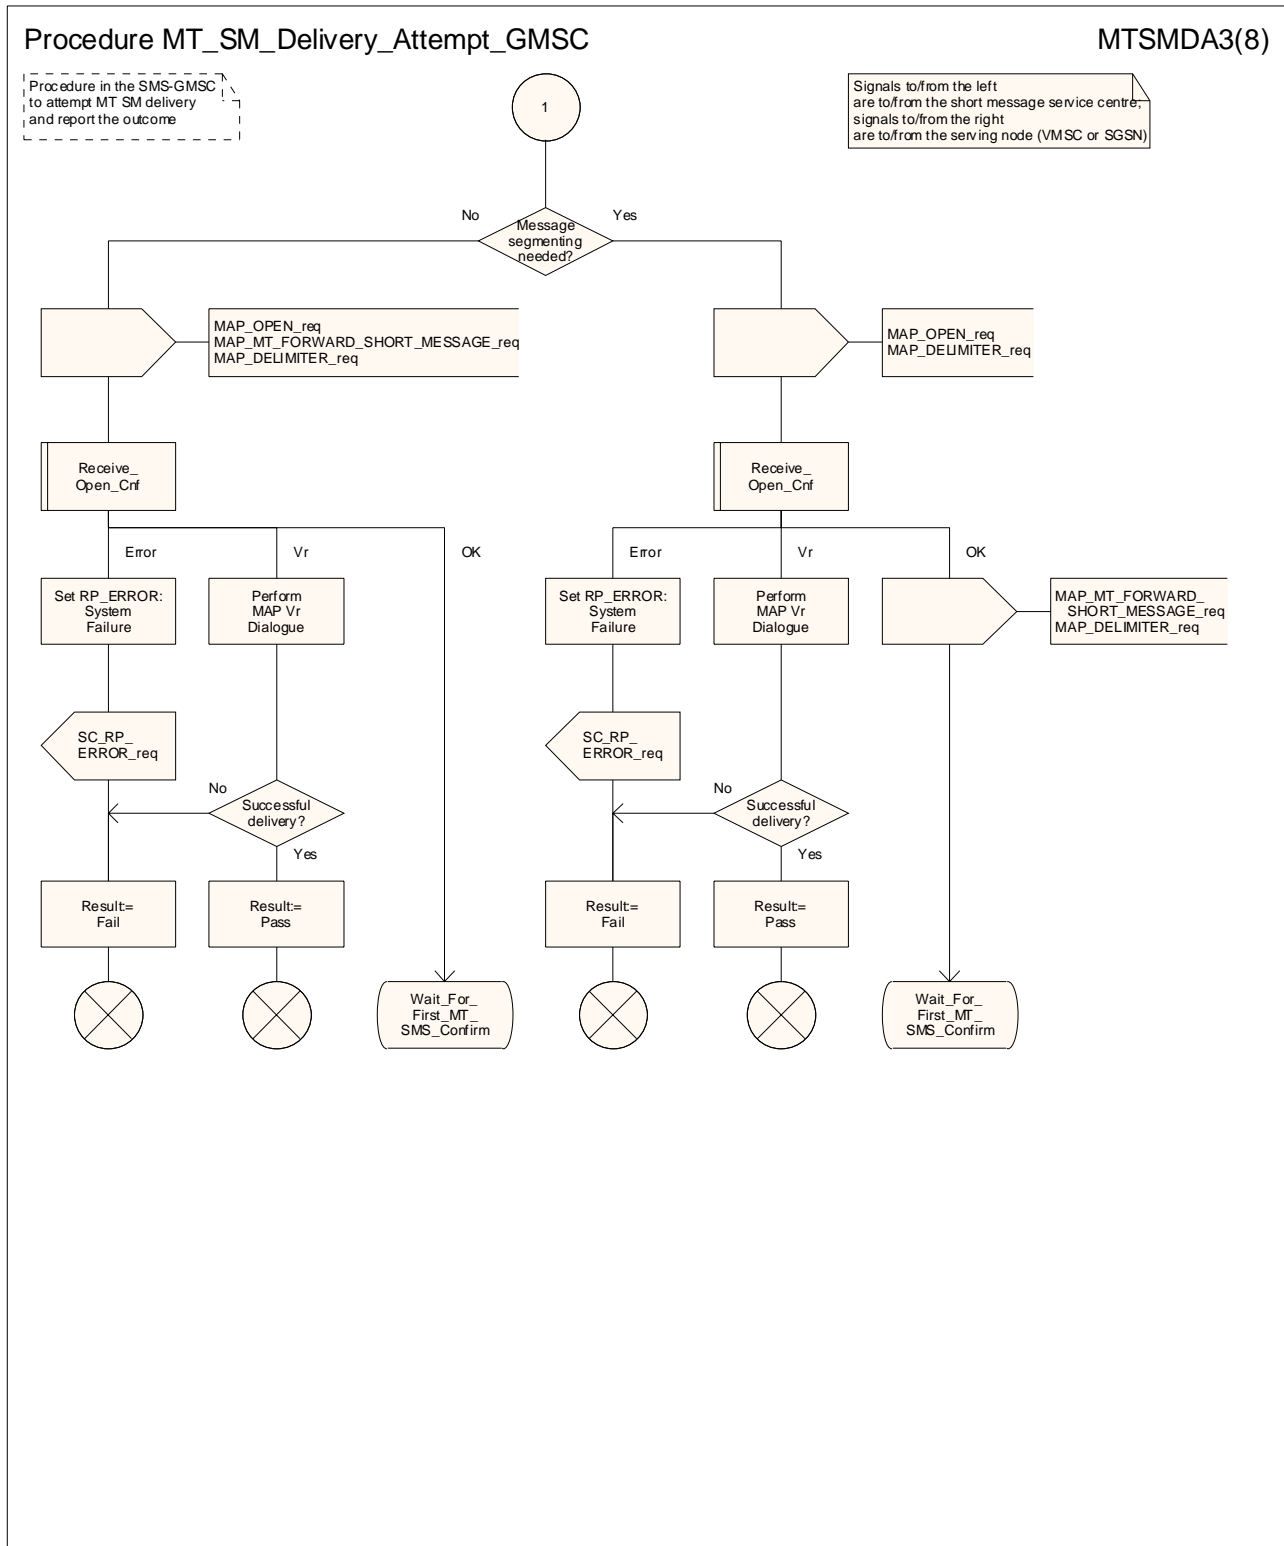 Procedure MT_SM_Delivery_Attempt_GMSC
MTSMDA3(8)
Procedure in the SMS-GMSC
to attempt MT SM delivery
and report the outcome
1
Signals to/from the left
are to/from the short message service centre;
signals to/from the right
are to/from the serving node (VMSC or SGSN)
No
Yes
Message
segmenting
needed?
MAP_OPEN_req
MAP_MT_FORWARD_SHORT_MESSAGE_req
MAP_DELIMITER_req
MAP_OPEN_req
MAP_DELIMITER_req
Receive_
Open_Cnf
Receive_
Open_Cnf
Error
Vr
OK
Error
Vr
OK
Set RP_ERROR:
System
Failure
Perform
MAP Vr
Dialogue
Set RP_ERROR:
System
Failure
Perform
MAP Vr
Dialogue
MAP_MT_FORWARD_
SHORT_MESSAGE_req
MAP_DELIMITER_req
SC_RP_
ERROR_req
SC_RP_
ERROR_req
No
Successful
delivery?
Yes
No
Successful
delivery?
Yes
Result:=
Fail
Result:=
Pass
Result:=
Fail
Result:=
Pass
Wait_For_
First_MT_
SMS_Confirm
Wait_For_
First_MT_
SMS_Confirm